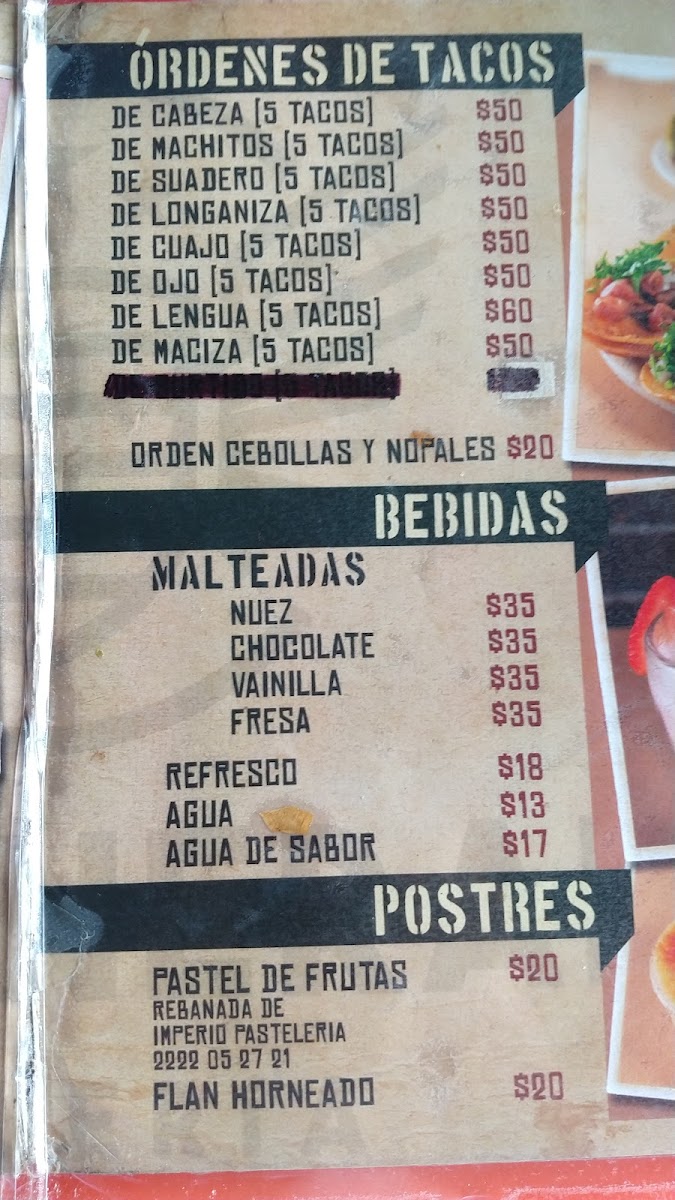 ÓRDENES DE TACOS
DE CABEZA [5 TACOS] $50
DE MACHITOS [5 TACOS] $50
DE SUADERO [5 TACOS] $50
DE LONGANIZA [5 TACOS] $50
DE CUAJO [5 TACOS] $50
DE OJO [5 TACOS] $50
DE LENGUA [5 TACOS] $60
DE MACIZA [5 TACOS] $50
DE SURTIDO [5 TACOS]
ORDEN CEBOLLAS Y NOPALES $20
BEBIDAS
MALTEADAS
NUEZ $35
CHOCOLATE $35
VAINILLA $35
FRESA $35
REFRESCO $18
AGUA $13
AGUA DE SABOR $17
POSTRES
PASTEL DE FRUTAS $20
REBANADA DE
IMPERIO PASTELERIA
2222 05 27 21
FLAN HORNEADO $20